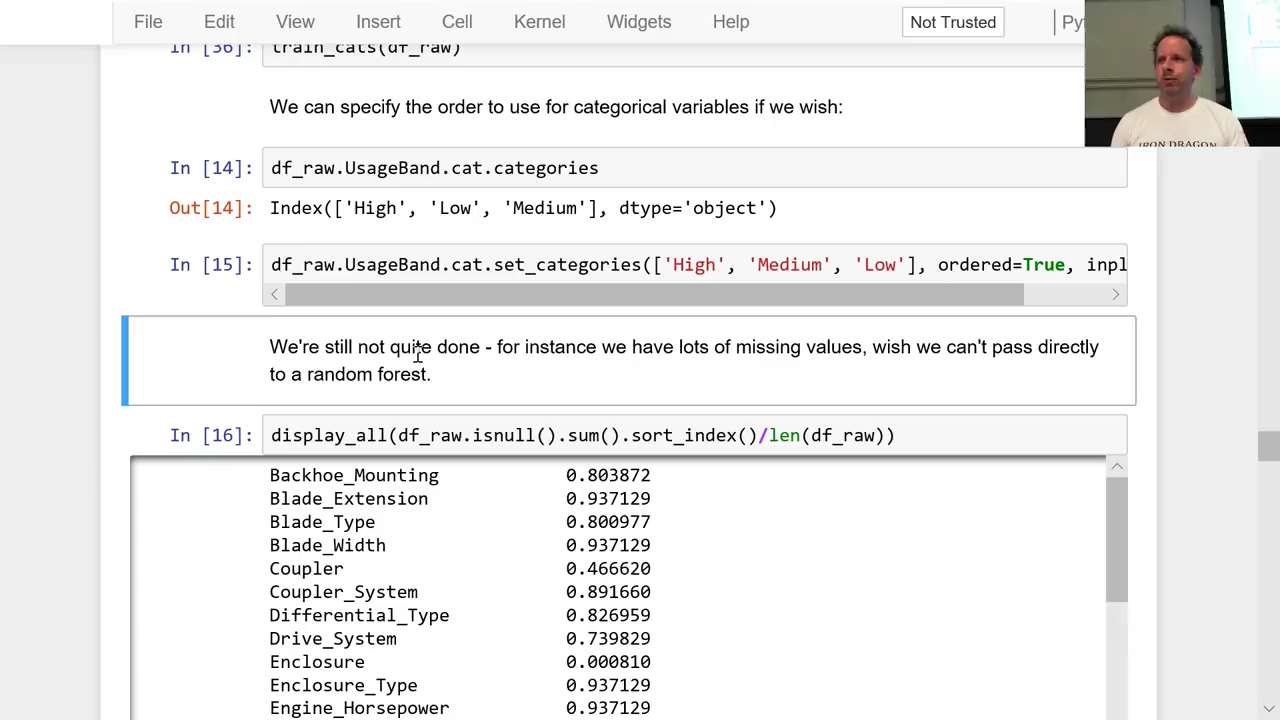 File Edit View Insert Cell Kernel Widgets Help Not Trusted Py
In [36]: train_cats(df_raw)
We can specify the order to use for categorical variables if we wish:
In [14]: df_raw.UsageBand.cat.categories
Out[14]: Index(['High', 'Low', 'Medium'], dtype='object')
In [15]: df_raw.UsageBand.cat.set_categories(['High', 'Medium', 'Low'], ordered=True, inpl
We're still not quite done - for instance we have lots of missing values, wish we can't pass directly
to a random forest.
In [16]: display_all(df_raw.isnull().sum().sort_index()/len(df_raw))
Backhoe_Mounting 0.803872
Blade_Extension 0.937129
Blade_Type 0.800977
Blade_Width 0.937129
Coupler 0.466620
Coupler_System 0.891660
Differential_Type 0.826959
Drive_System 0.739829
Enclosure 0.000810
Enclosure_Type 0.937129
Engine_Horsepower 0.937129
IRON DRAGON